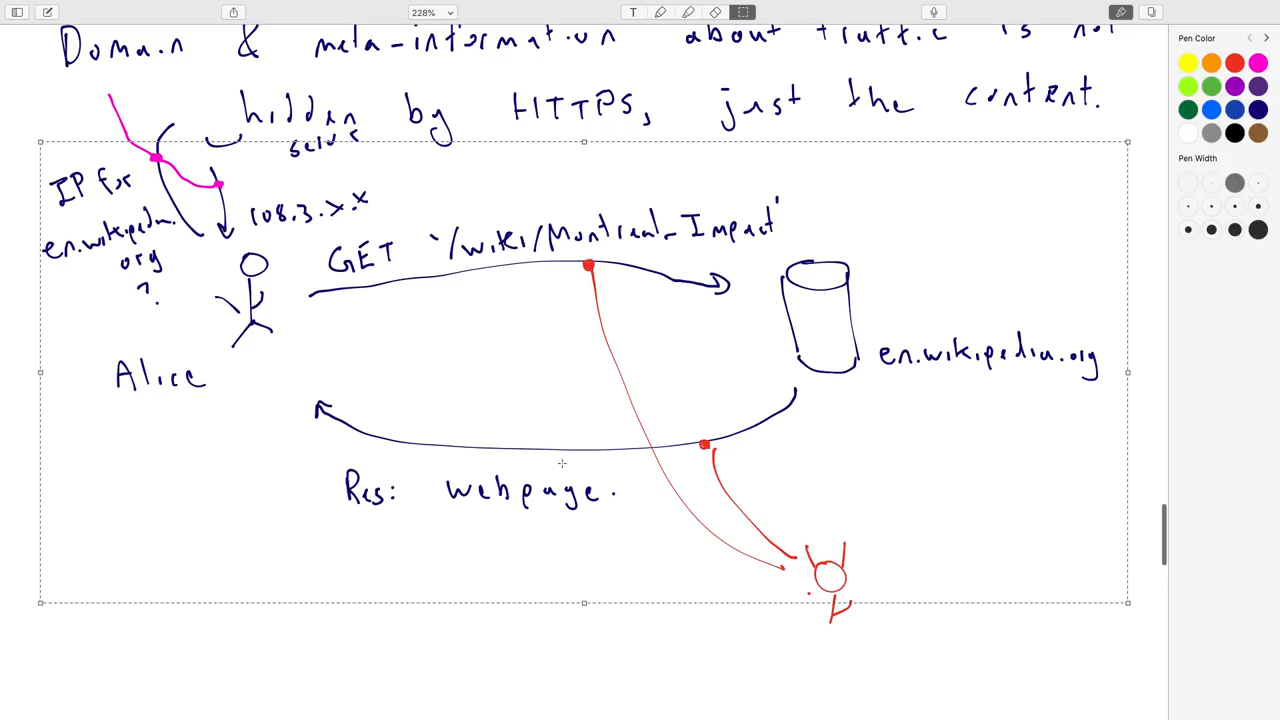 228%
T
Pen Color
Pen Width
Domain & meta-information about traffic is not
hidden by HTTPS, just the content.
IP for
en.wikipedia.
org
?
108.3.x.x
GET '/wiki/Montreal_Impact'
en.wikipedia.org
Alice
Res: webpage.